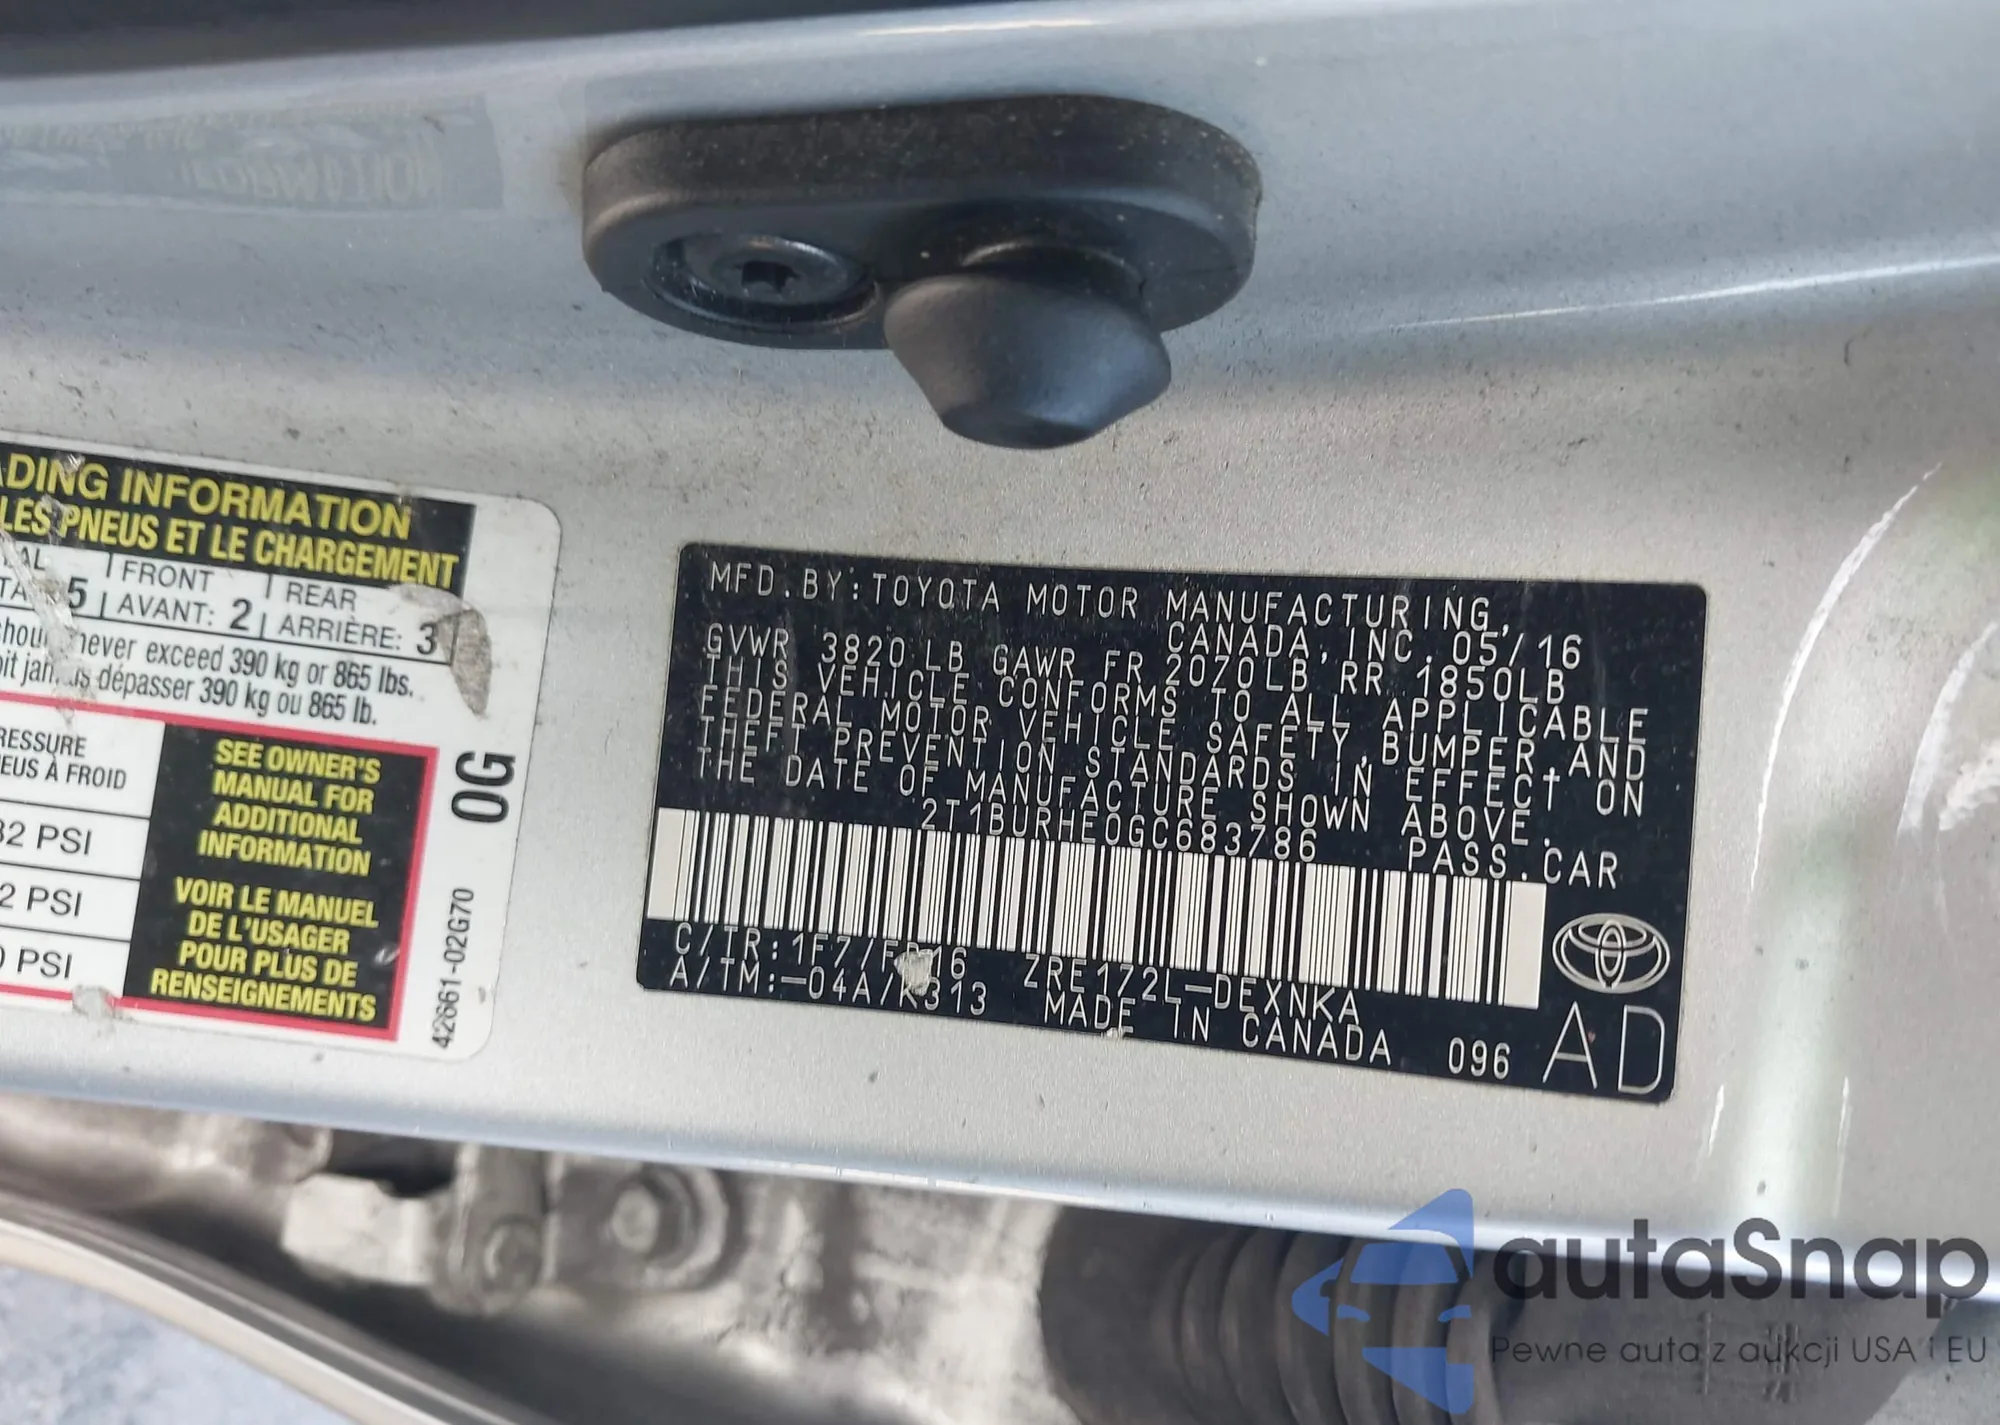 ADING INFORMATION
LES PNEUS ET LE CHARGEMENT
5 FRONT AVANT: 2 REAR ARRIÈRE: 3
never exceed 390 kg or 865 lbs.
dépasser 390 kg ou 865 lb.
RESSURE
EUS À FROID
32 PSI
2 PSI
0 PSI
SEE OWNER'S
MANUAL FOR
ADDITIONAL
INFORMATION
VOIR LE MANUEL
DE L'USAGER
POUR PLUS DE
RENSEIGNEMENTS
0G
42661-02G70
MFD.BY:TOYOTA MOTOR MANUFACTURING,
CANADA,INC.05/16
GVWR 3820LB GAWR FR 2070LB RR 1850LB
THIS VEHICLE CONFORMS TO ALL APPLICABLE
FEDERAL MOTOR VEHICLE SAFETY,BUMPER AND
THEFT PREVENTION STANDARDS IN EFFECT ON
THE DATE OF MANUFACTURE SHOWN ABOVE.
2T1BURHE0GC683786 PASS.CAR
C/TR:1F7/ ZRE172L-DEXNKA
A/TM:-04A/K313 MADE IN CANADA 096
AD
autaSnap
Pewne auta z aukcji USA i EU